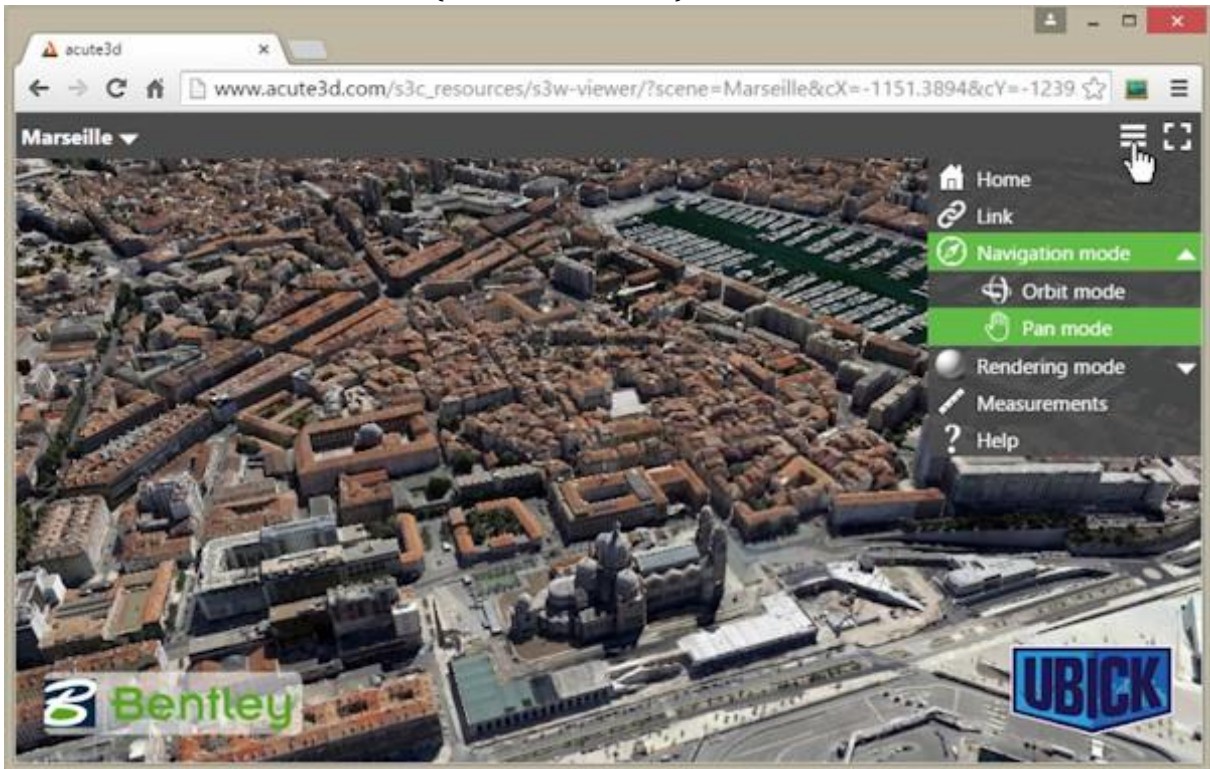 acute3d
www.acute3d.com/s3c_resources/s3w-viewer/?scene=Marseille&cX=-1151.3894&cY=-1239
Marseille
Home
Link
Navigation mode
Orbit mode
Pan mode
Rendering mode
Measurements
? Help
Bentley
UBICK